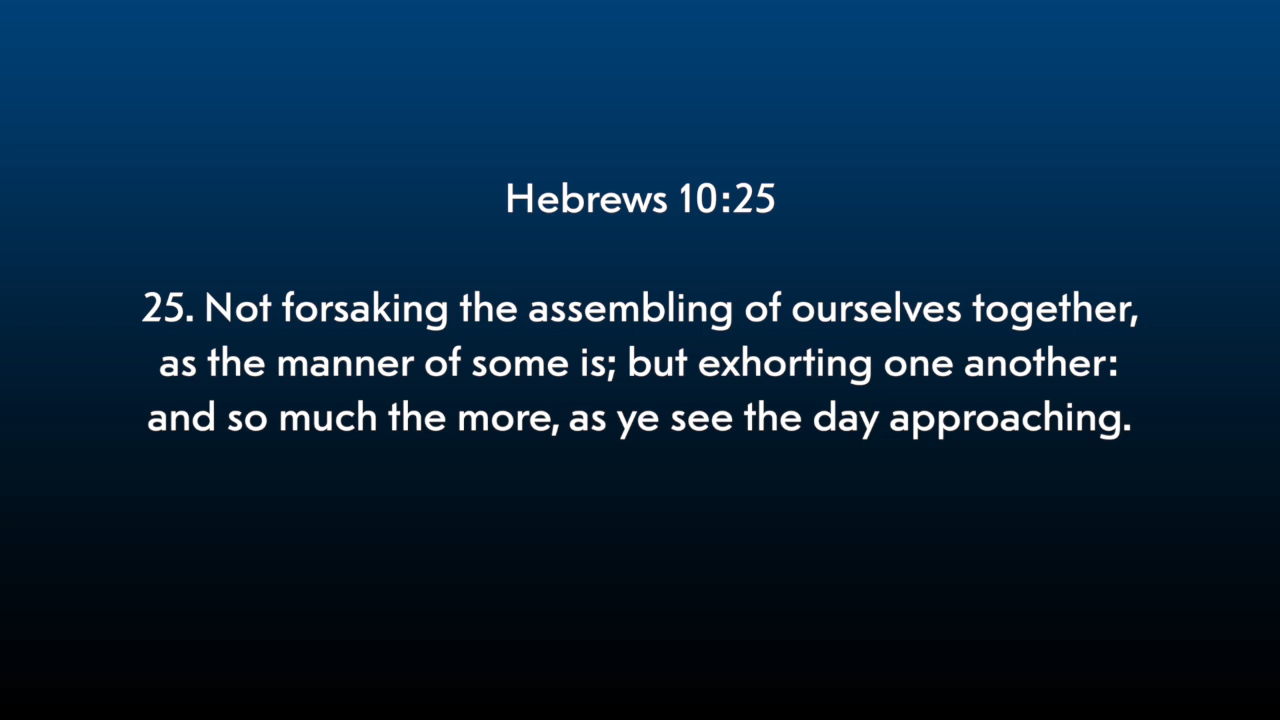 Hebrews 10:25
25. Not forsaking the assembling of ourselves together,
as the manner of some is; but exhorting one another:
and so much the more, as ye see the day approaching.